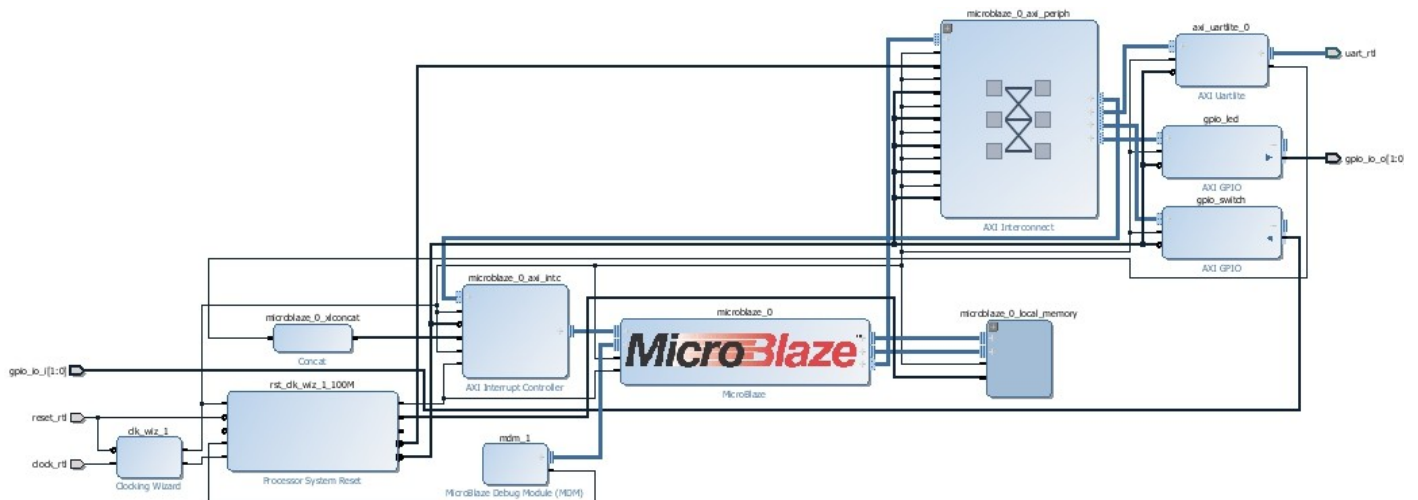 microblaze_0_axi_periph
AXI Interconnect
axi_uartlite_0
AXI Uartlite
uart_rtl
gpio_led
AXI GPIO
gpio_io_o[1:0]
gpio_switch
AXI GPIO
microblaze_0_axi_intc
AXI Interrupt Controller
microblaze_0_xlconcat
Concat
microblaze_0
MicroBlaze
MicroBlaze
microblaze_0_local_memory
gpio_io_i[1:0]
rst_clk_wiz_1_100M
Processor System Reset
reset_rtl
clk_wiz_1
Clocking Wizard
clock_rtl
mdm_1
MicroBlaze Debug Module (MDM)